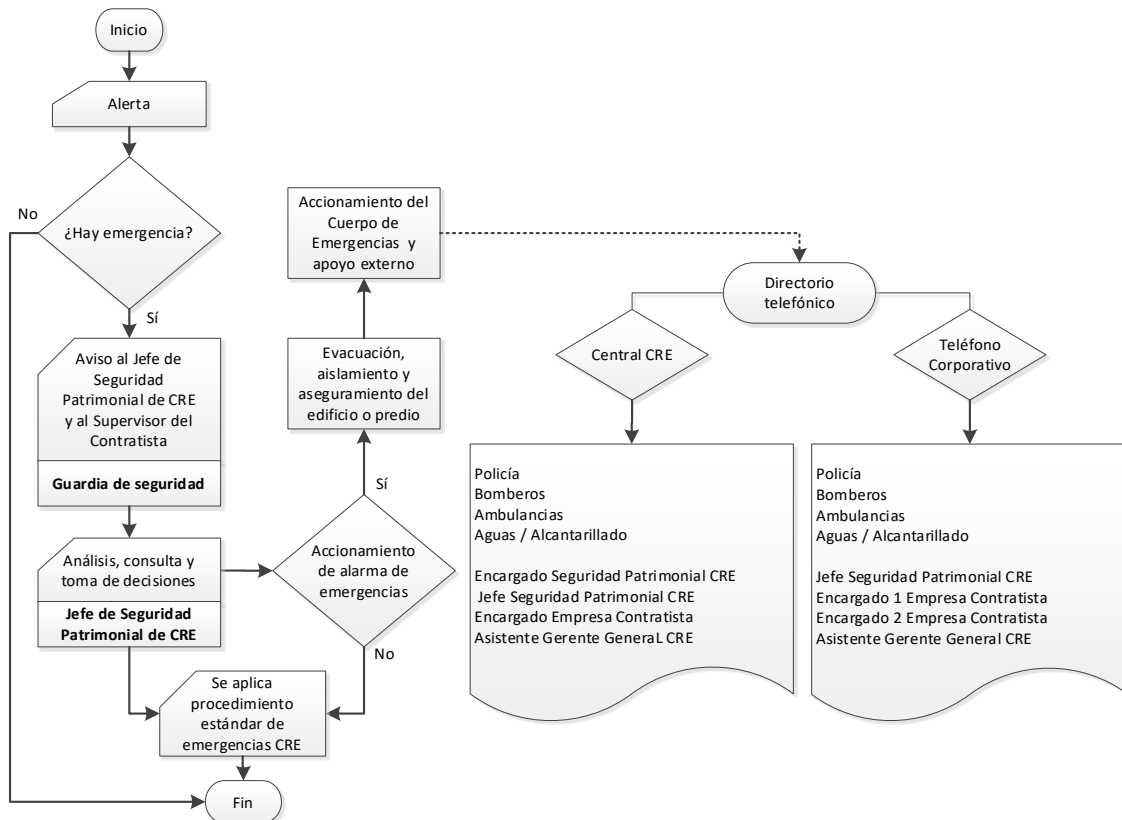 Inicio
Alerta
No
¿Hay emergencia?
Sí
Aviso al Jefe de
Seguridad
Patrimonial de CRE
y al Supervisor del
Contratista
Guardia de seguridad
Análisis, consulta y
toma de decisiones
Jefe de Seguridad
Patrimonial de CRE
Se aplica
procedimiento
estándar de
emergencias CRE
Fin
Accionamiento del
Cuerpo de
Emergencias y
apoyo externo
Evacuación,
aislamiento y
aseguramiento del
edificio o predio
Sí
Accionamiento
de alarma de
emergencias
No
Directorio
telefónico
Central CRE
Teléfono
Corporativo
Policía
Bomberos
Ambulancias
Aguas / Alcantarillado
Encargado Seguridad Patrimonial CRE
Jefe Seguridad Patrimonial CRE
Encargado Empresa Contratista
Asistente Gerente GeneraL CRE
Policía
Bomberos
Ambulancias
Aguas / Alcantarillado
Jefe Seguridad Patrimonial CRE
Encargado 1 Empresa Contratista
Encargado 2 Empresa Contratista
Asistente Gerente General CRE